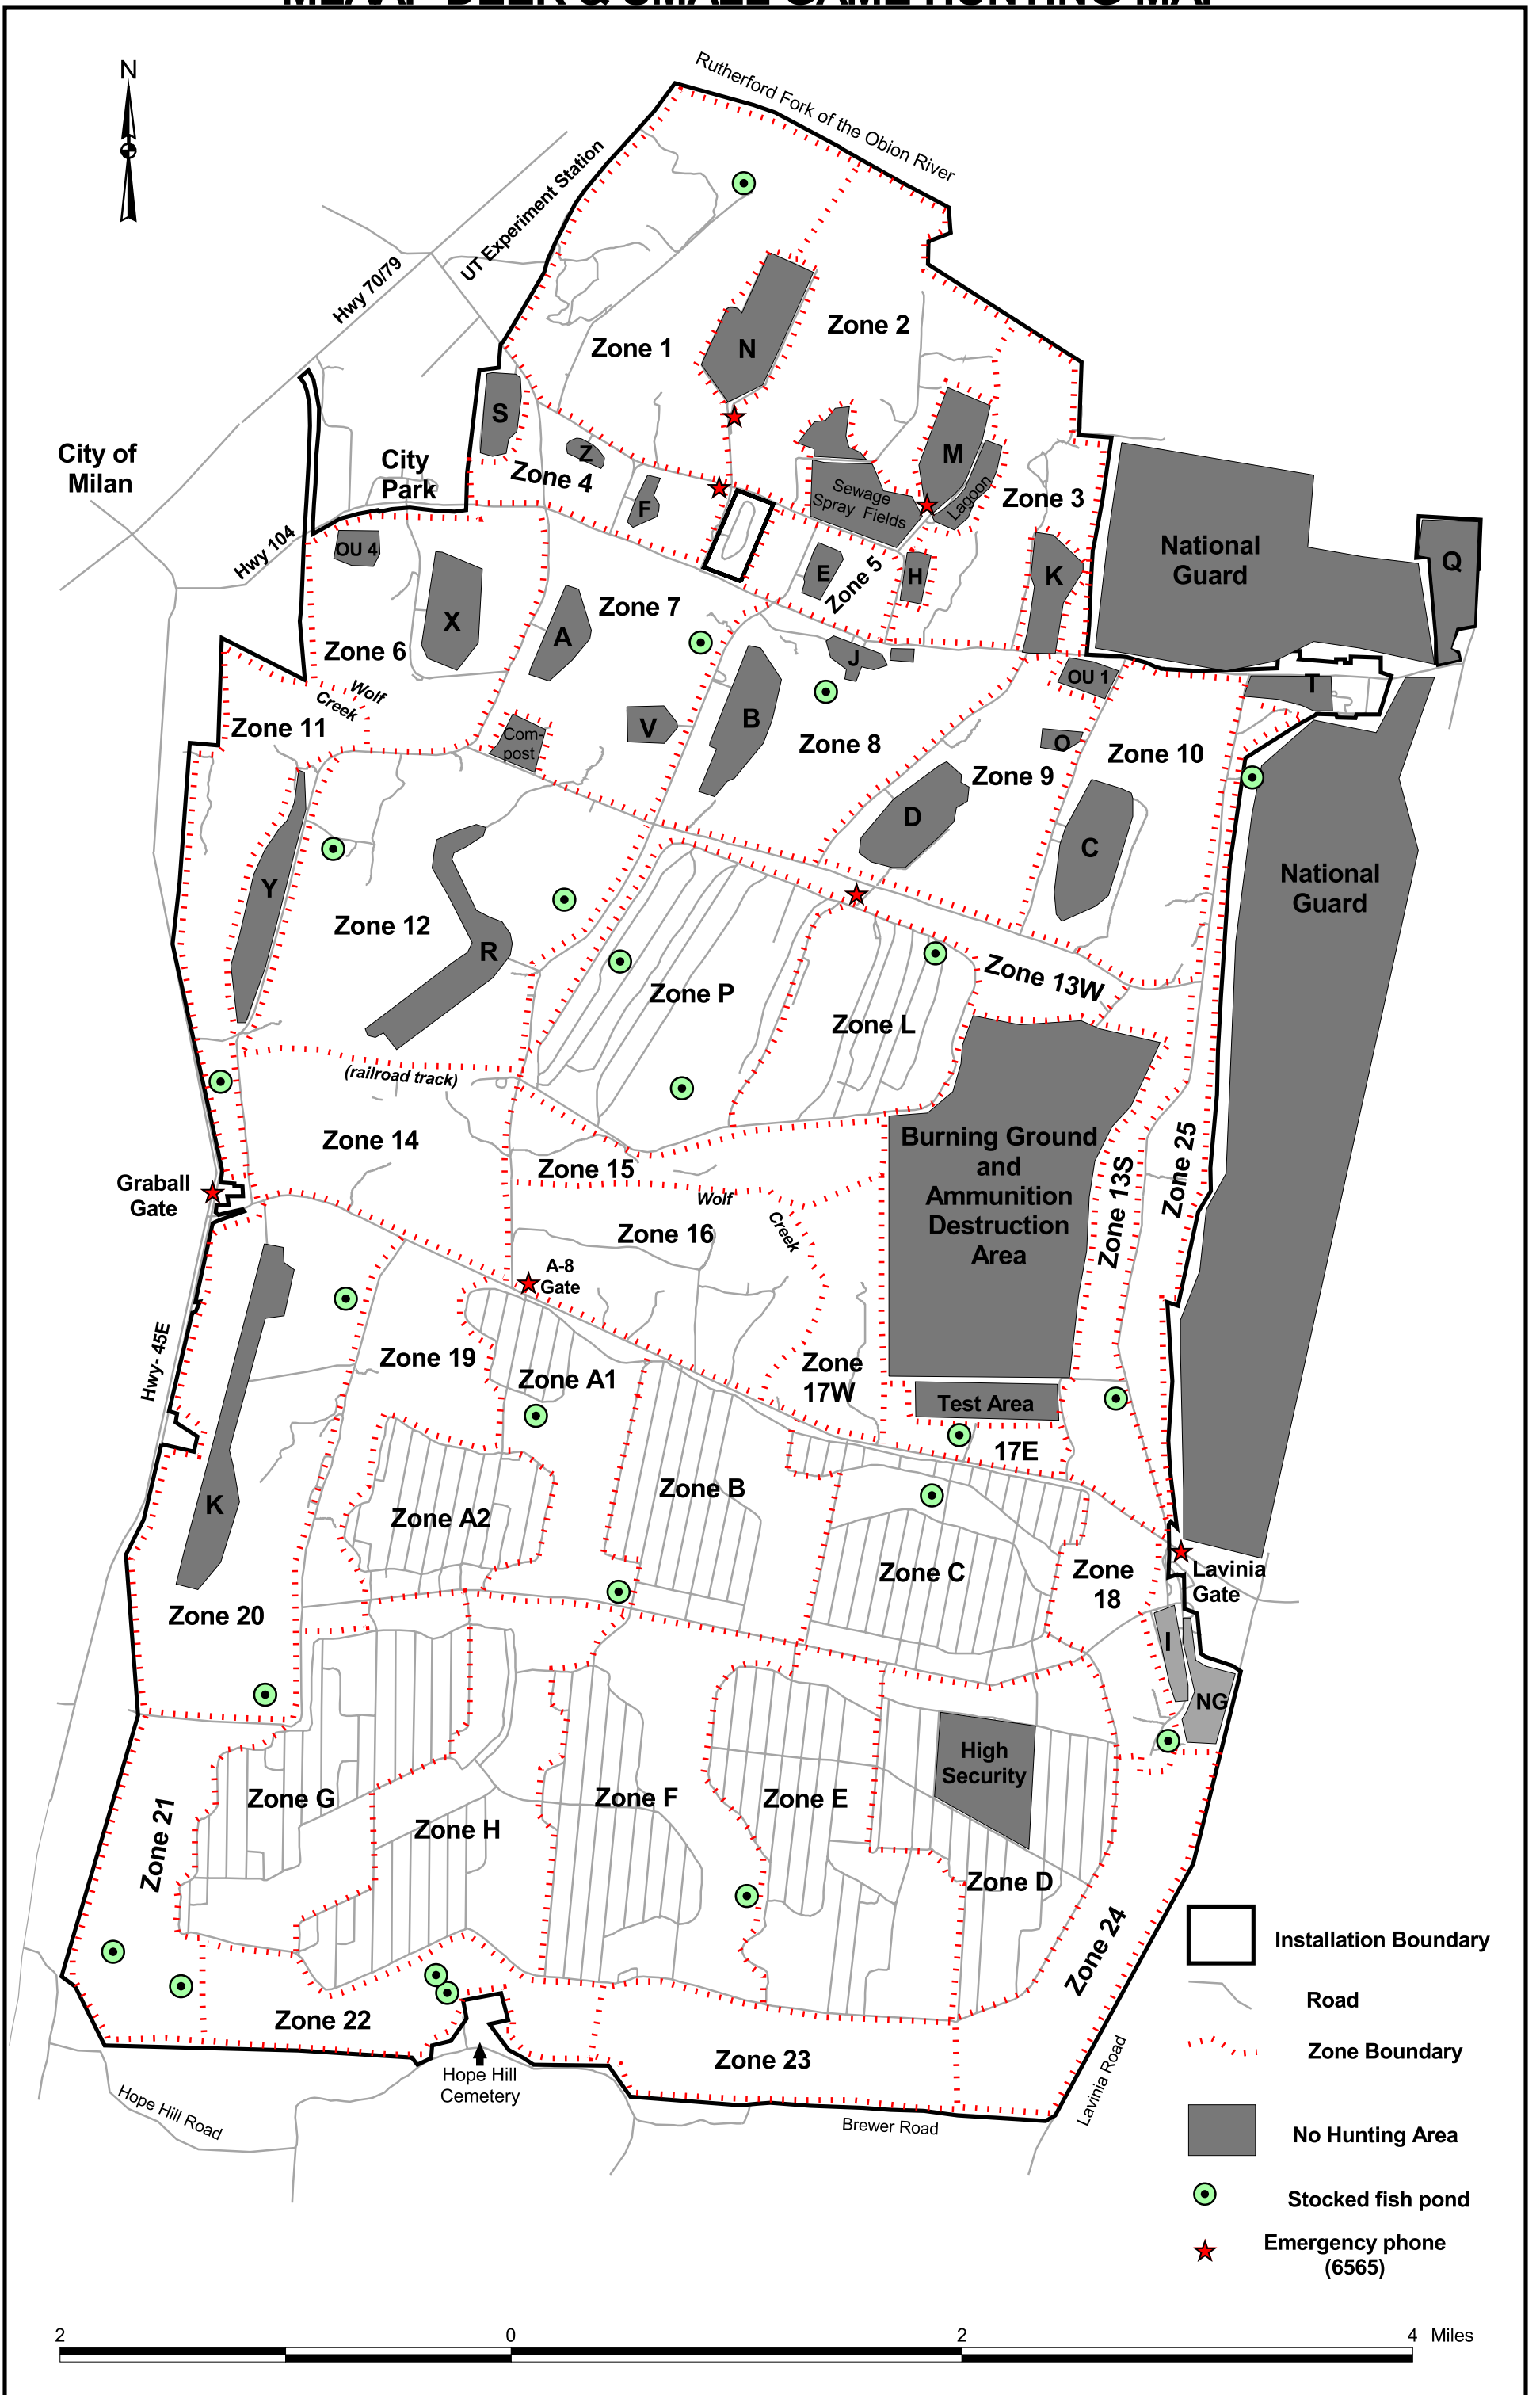 MLAAP DEER & SMALL GAME HUNTING MAP
N
Rutherford Fork of the Obion River
UT Experiment Station
Hwy 70/79
Zone 1
N
Zone 2
S
City of
Milan
City
Park
Z
Zone 4
F
M
Sewage
Spray Fields
Lagoon
Zone 3
Hwy 104
OU 4
National
Guard
Q
E
Zone 5
H
K
X
A
Zone 7
Zone 6
J
OU 1
T
Wolf
Creek
Zone 11
Com-
post
V
B
Zone 8
O
Zone 9
Zone 10
D
C
National
Guard
Y
Zone 12
R
Zone P
Zone 13W
Zone L
(railroad track)
Zone 14
Burning Ground
and
Ammunition
Destruction
Area
Zone 13S
Zone 25
Zone 15
Graball
Gate
Wolf
Creek
Zone 16
A-8
Gate
Hwy- 45E
Zone 19
Zone A1
Zone
17W
Test Area
17E
K
Zone A2
Zone B
Zone C
Zone
18
Lavinia
Gate
Zone 20
I
NG
High
Security
Zone 21
Zone G
Zone H
Zone F
Zone E
Zone D
Zone 24
Zone 22
Zone 23
Hope Hill
Cemetery
Hope Hill Road
Brewer Road
Lavinia Road
Installation Boundary
Road
Zone Boundary
No Hunting Area
Stocked fish pond
Emergency phone
(6565)
2 0 2 4 Miles